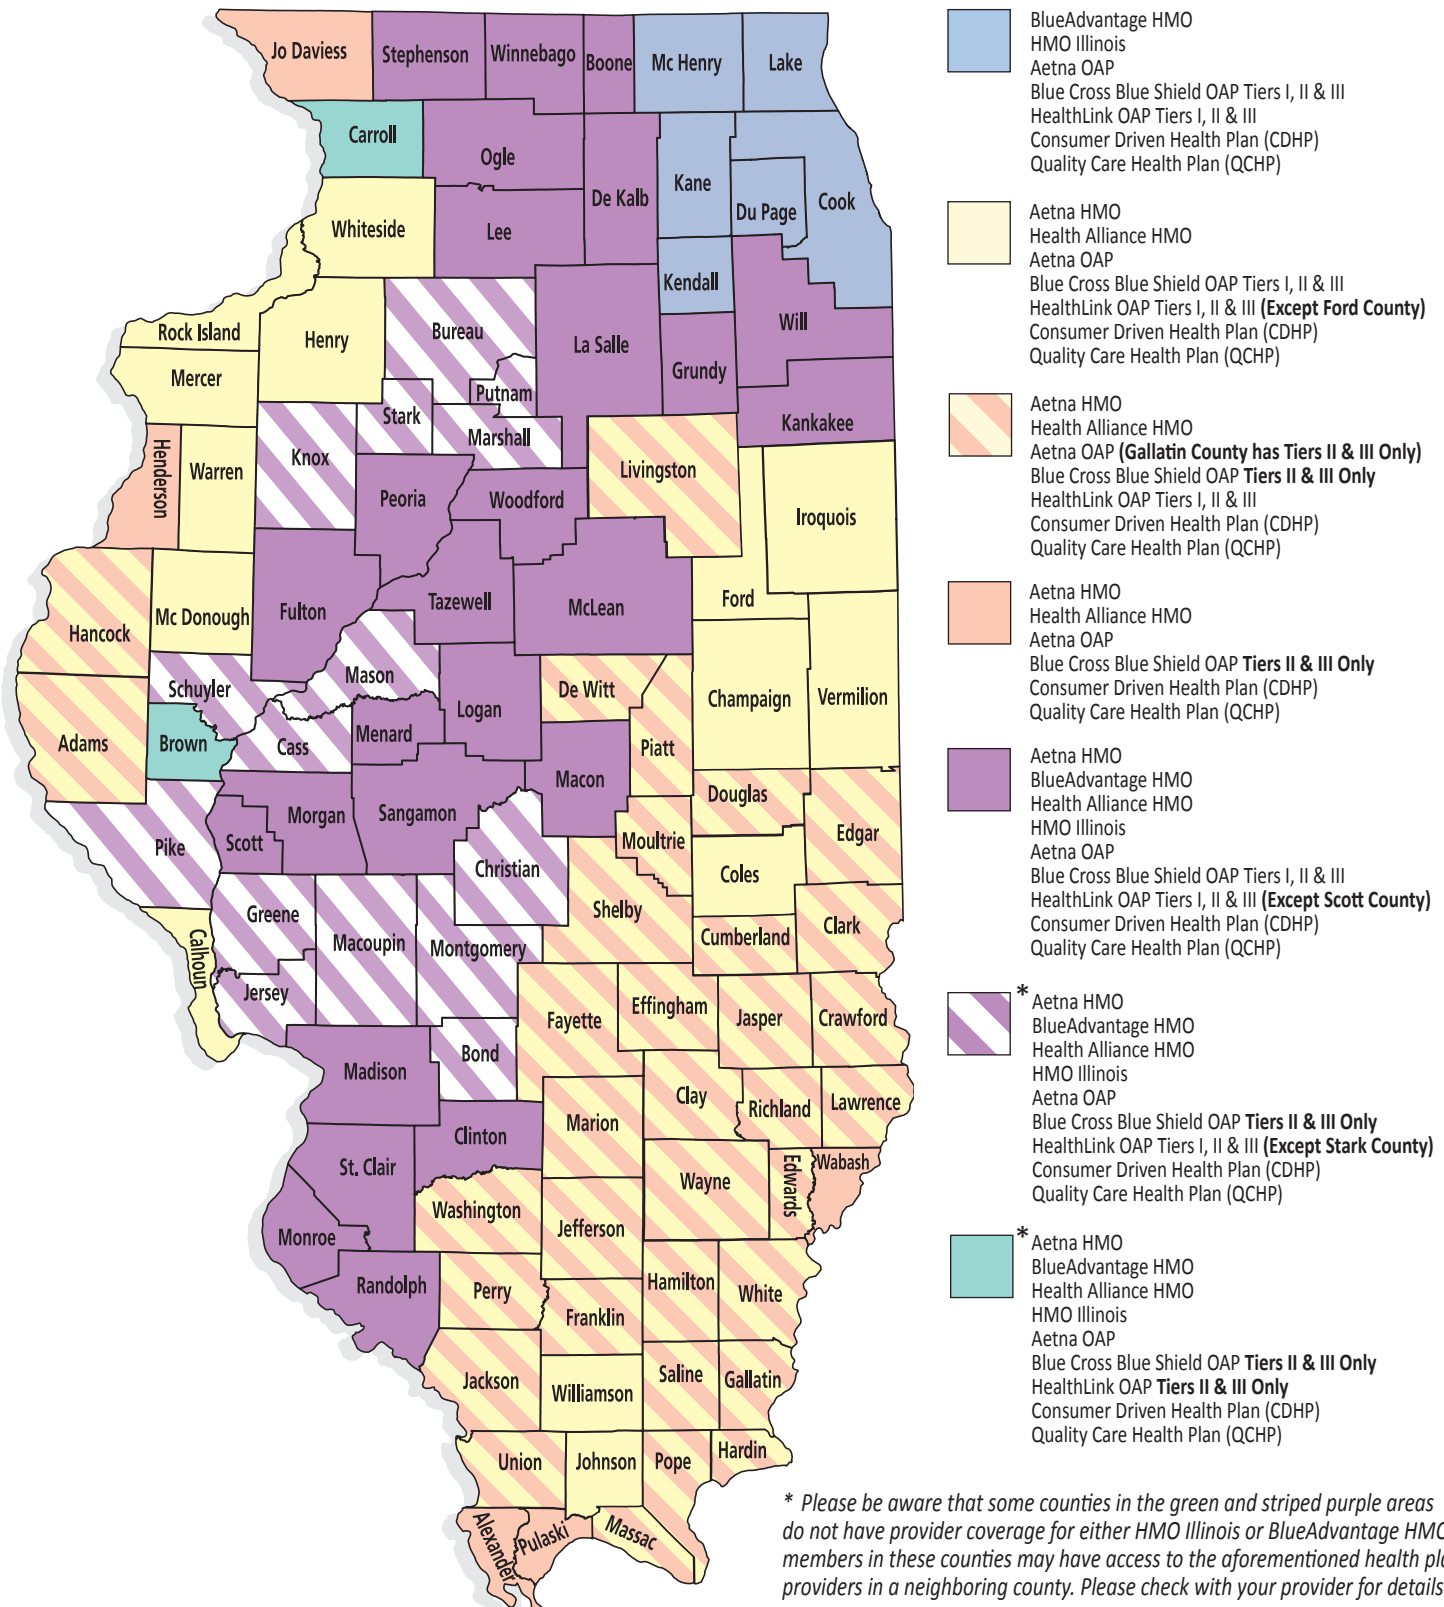 Jo Daviess
Stephenson
Winnebago
Boone
Mc Henry
Lake
Carroll
Ogle
De Kalb
Kane
Du Page
Cook
Whiteside
Lee
Kendall
Will
Rock Island
Henry
Bureau
La Salle
Grundy
Mercer
Putnam
Stark
Marshall
Kankakee
Henderson
Warren
Knox
Peoria
Woodford
Livingston
Iroquois
Hancock
Mc Donough
Fulton
Tazewell
McLean
Ford
Schuyler
Mason
Logan
De Witt
Champaign
Vermilion
Adams
Brown
Cass
Menard
Piatt
Macon
Douglas
Pike
Scott
Morgan
Sangamon
Christian
Moultrie
Edgar
Coles
Calhoun
Greene
Macoupin
Montgomery
Shelby
Cumberland
Clark
Jersey
Fayette
Effingham
Jasper
Crawford
Bond
Madison
Clay
Richland
Lawrence
Marion
Clinton
St. Clair
Wayne
Edwards
Wabash
Washington
Jefferson
Monroe
Randolph
Perry
Hamilton
White
Franklin
Jackson
Williamson
Saline
Gallatin
Union
Johnson
Pope
Hardin
Alexander
Pulaski
Massac
BlueAdvantage HMO
HMO Illinois
Aetna OAP
Blue Cross Blue Shield OAP Tiers I, II & III
HealthLink OAP Tiers I, II & III
Consumer Driven Health Plan (CDHP)
Quality Care Health Plan (QCHP)
Aetna HMO
Health Alliance HMO
Aetna OAP
Blue Cross Blue Shield OAP Tiers I, II & III
HealthLink OAP Tiers I, II & III (Except Ford County)
Consumer Driven Health Plan (CDHP)
Quality Care Health Plan (QCHP)
Aetna HMO
Health Alliance HMO
Aetna OAP (Gallatin County has Tiers II & III Only)
Blue Cross Blue Shield OAP Tiers II & III Only
HealthLink OAP Tiers I, II & III
Consumer Driven Health Plan (CDHP)
Quality Care Health Plan (QCHP)
Aetna HMO
Health Alliance HMO
Aetna OAP
Blue Cross Blue Shield OAP Tiers II & III Only
Consumer Driven Health Plan (CDHP)
Quality Care Health Plan (QCHP)
Aetna HMO
BlueAdvantage HMO
Health Alliance HMO
HMO Illinois
Aetna OAP
Blue Cross Blue Shield OAP Tiers I, II & III
HealthLink OAP Tiers I, II & III (Except Scott County)
Consumer Driven Health Plan (CDHP)
Quality Care Health Plan (QCHP)
* Aetna HMO
BlueAdvantage HMO
Health Alliance HMO
HMO Illinois
Aetna OAP
Blue Cross Blue Shield OAP Tiers II & III Only
HealthLink OAP Tiers I, II & III (Except Stark County)
Consumer Driven Health Plan (CDHP)
Quality Care Health Plan (QCHP)
* Aetna HMO
BlueAdvantage HMO
Health Alliance HMO
HMO Illinois
Aetna OAP
Blue Cross Blue Shield OAP Tiers II & III Only
HealthLink OAP Tiers II & III Only
Consumer Driven Health Plan (CDHP)
Quality Care Health Plan (QCHP)
* Please be aware that some counties in the green and striped purple areas
do not have provider coverage for either HMO Illinois or BlueAdvantage HMO
members in these counties may have access to the aforementioned health pla
providers in a neighboring county. Please check with your provider for details